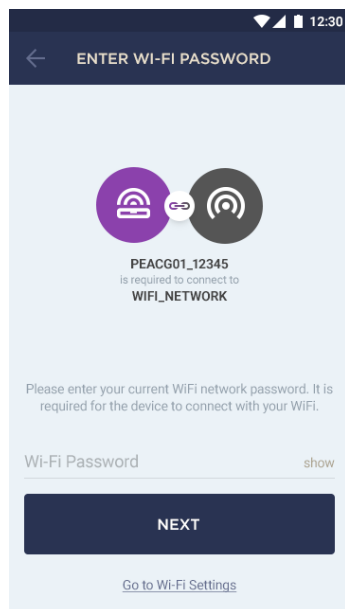 12:30
ENTER WI-FI PASSWORD
PEACG01_12345
is required to connect to
WIFI_NETWORK
Please enter your current WiFi network password. It is
required for the device to connect with your WiFi.
Wi-Fi Password show
NEXT
Go to Wi-Fi Settings